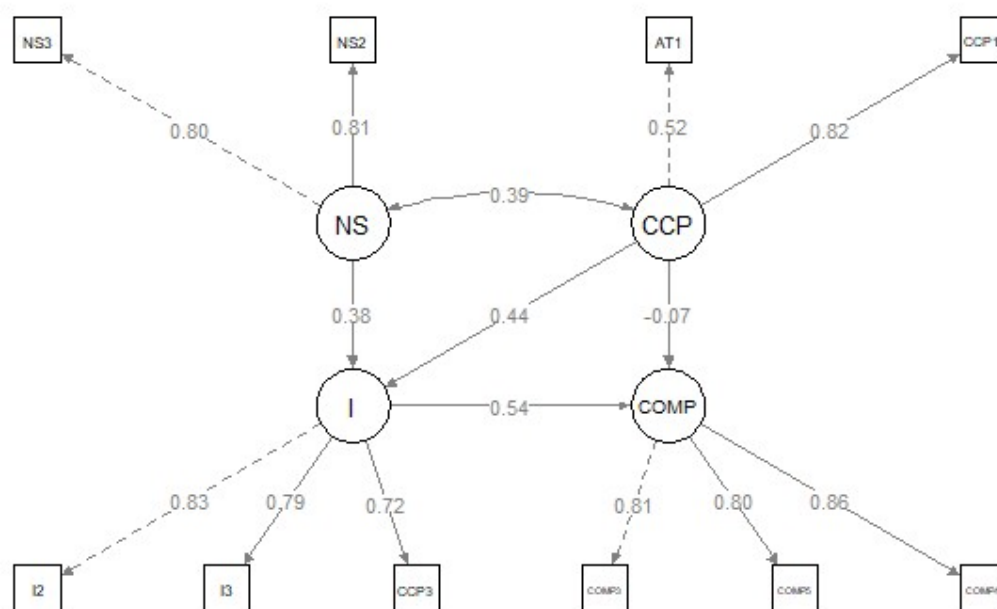 NS3 NS2 AT1 CCP1
0.80 0.81 0.52 0.82
0.39
NS CCP
0.38 0.44 -0.07
I COMP
0.54
0.83 0.79 0.72 0.81 0.80 0.86
I2 I3 CCP3 COMP3 COMP5 COMP4